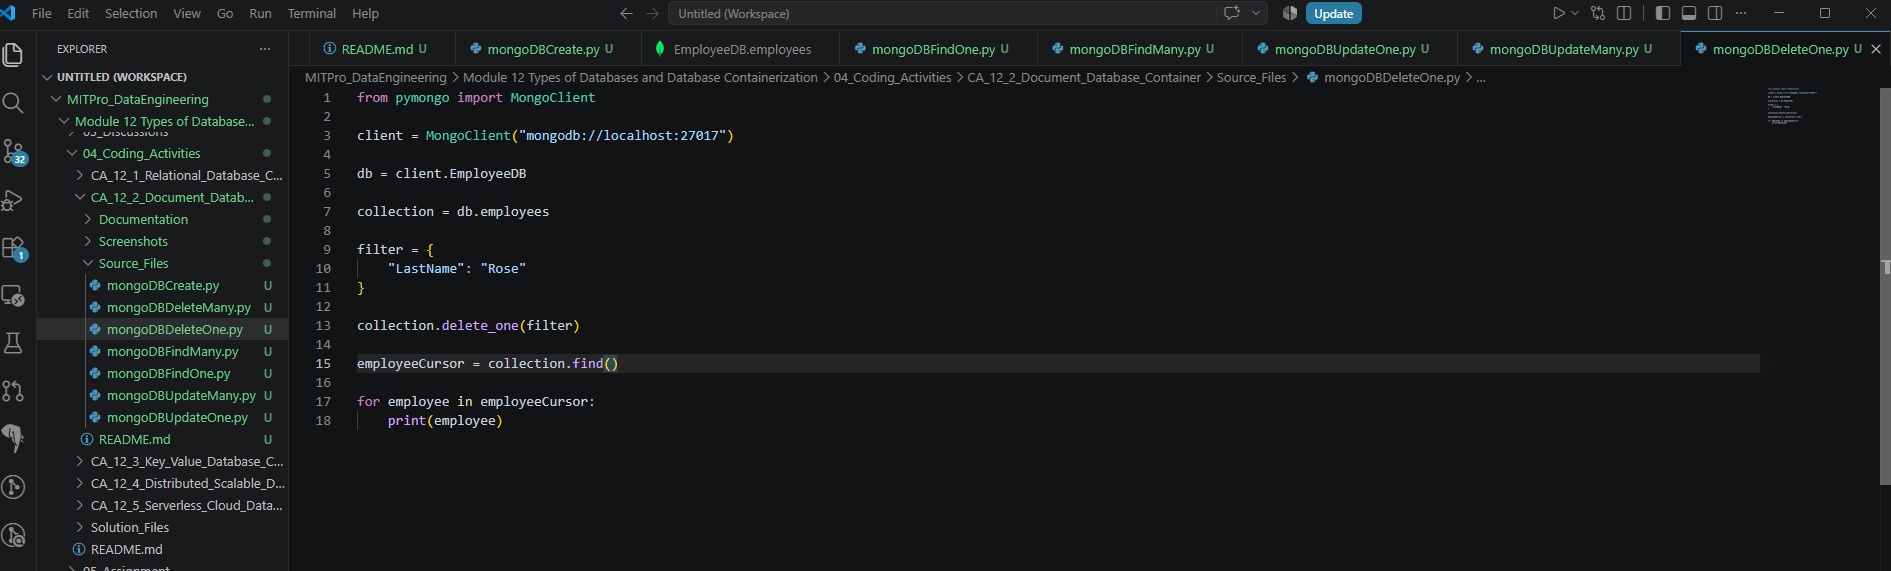 File Edit Selection View Go Run Terminal Help
Untitled (Workspace)
Update
EXPLORER
README.md U
mongoDBCreate.py U
EmployeeDB.employees
mongoDBFindOne.py U
mongoDBFindMany.py U
mongoDBUpdateOne.py U
mongoDBUpdateMany.py U
mongoDBDeleteOne.py U
UNTITLED (WORKSPACE)
MITPro_DataEngineering
Module 12 Types of Database...
03_Discussions
04_Coding_Activities
CA_12_1_Relational_Database_C...
CA_12_2_Document_Datab...
Documentation
Screenshots
Source_Files
mongoDBCreate.py U
mongoDBDeleteMany.py U
mongoDBDeleteOne.py U
mongoDBFindMany.py U
mongoDBFindOne.py U
mongoDBUpdateMany.py U
mongoDBUpdateOne.py U
README.md U
CA_12_3_Key_Value_Database_C...
CA_12_4_Distributed_Scalable_D...
CA_12_5_Serverless_Cloud_Data...
Solution_Files
README.md
05_Assignment
32
1
MITPro_DataEngineering > Module 12 Types of Databases and Database Containerization > 04_Coding_Activities > CA_12_2_Document_Database_Container > Source_Files > mongoDBDeleteOne.py > ...
1 from pymongo import MongoClient
2
3 client = MongoClient("mongodb://localhost:27017")
4
5 db = client.EmployeeDB
6
7 collection = db.employees
8
9 filter = {
10 "LastName": "Rose"
11 }
12
13 collection.delete_one(filter)
14
15 employeeCursor = collection.find()
16
17 for employee in employeeCursor:
18 print(employee)